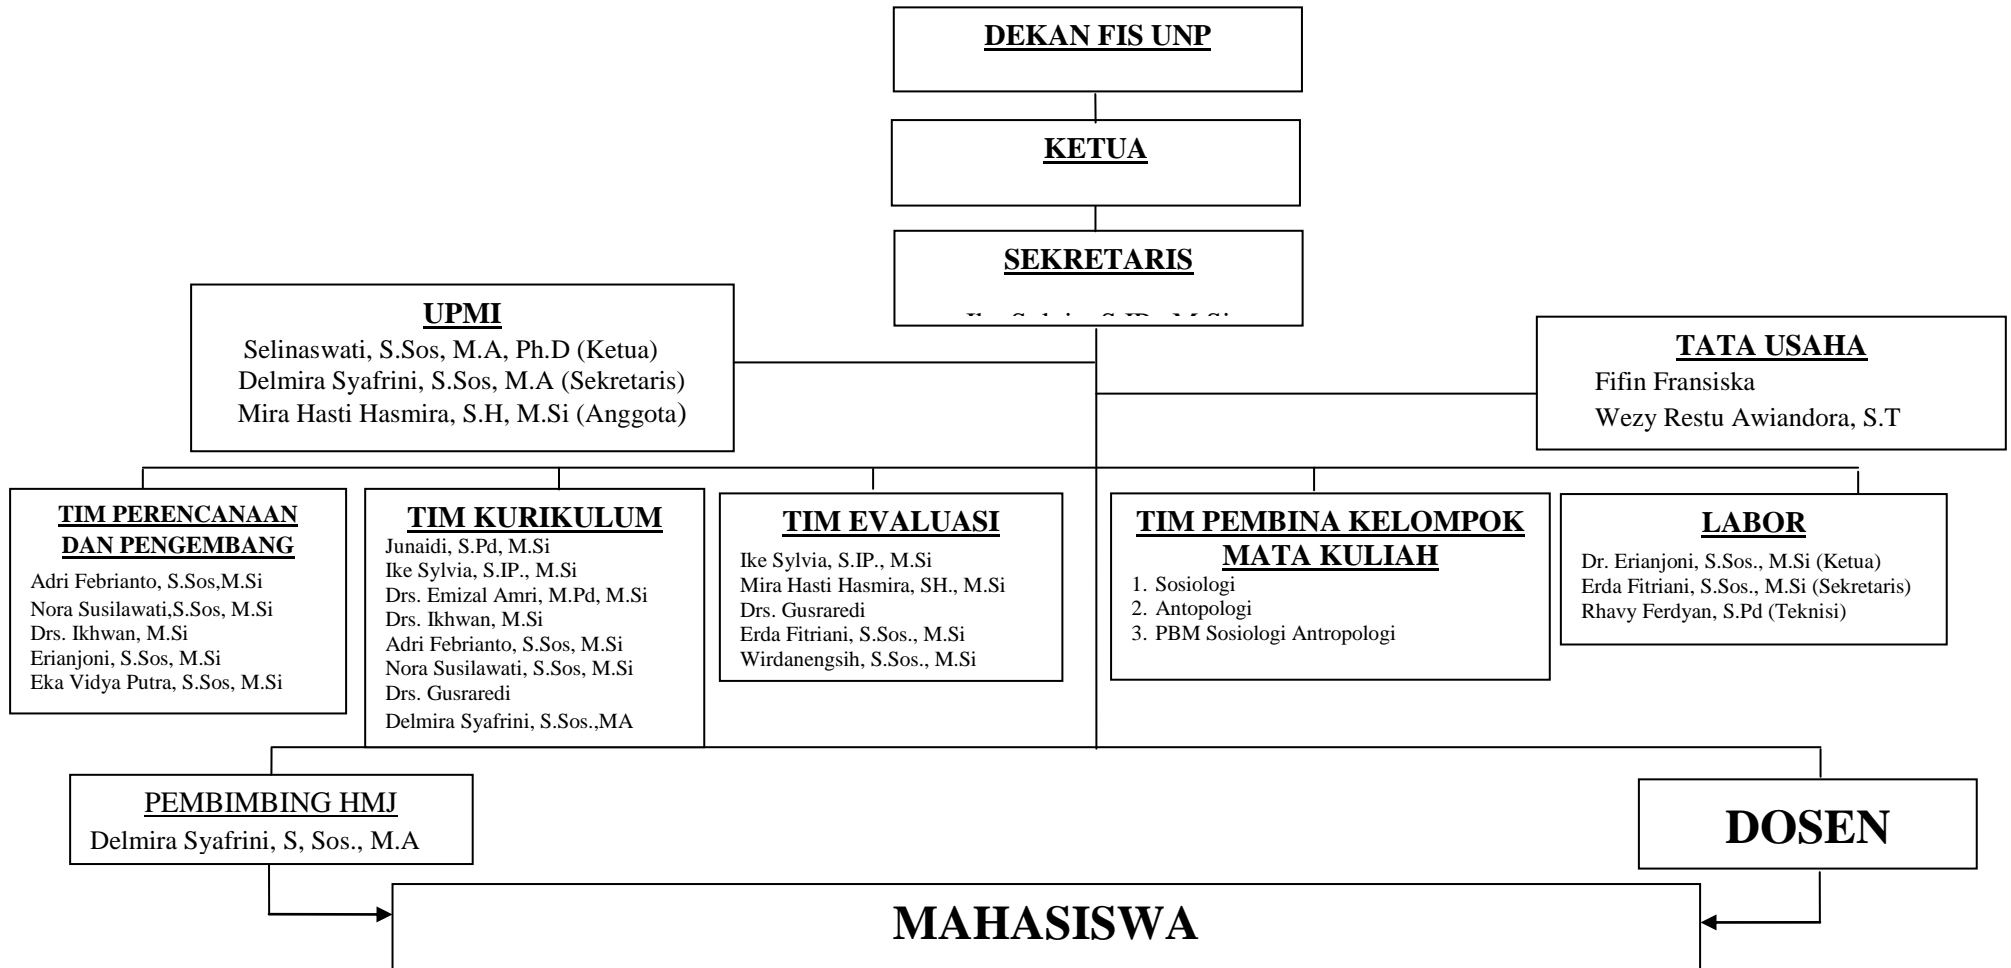 DEKAN FIS UNP
KETUA
SEKRETARIS
UPMI
Selinaswati, S.Sos, M.A, Ph.D (Ketua)
Delmira Syafrini, S.Sos, M.A (Sekretaris)
Mira Hasti Hasmira, S.H, M.Si (Anggota)
TATA USAHA
Fifin Fransiska
Wezy Restu Awiandora, S.T
TIM PERENCANAAN
DAN PENGEMBANG
Adri Febrianto, S.Sos,M.Si
Nora Susilawati,S.Sos, M.Si
Drs. Ikhwan, M.Si
Erianjoni, S.Sos, M.Si
Eka Vidya Putra, S.Sos, M.Si
TIM KURIKULUM
Junaidi, S.Pd, M.Si
Ike Sylvia, S.IP., M.Si
Drs. Emizal Amri, M.Pd, M.Si
Drs. Ikhwan, M.Si
Adri Febrianto, S.Sos, M.Si
Nora Susilawati, S.Sos, M.Si
Drs. Gusraredi
Delmira Syafrini, S.Sos.,MA
TIM EVALUASI
Ike Sylvia, S.IP., M.Si
Mira Hasti Hasmira, SH., M.Si
Drs. Gusraredi
Erda Fitriani, S.Sos., M.Si
Wirdanengsih, S.Sos., M.Si
TIM PEMBINA KELOMPOK
MATA KULIAH
1. Sosiologi
2. Antopologi
3. PBM Sosiologi Antropologi
LABOR
Dr. Erianjoni, S.Sos., M.Si (Ketua)
Erda Fitriani, S.Sos., M.Si (Sekretaris)
Rhavy Ferdyan, S.Pd (Teknisi)
PEMBIMBING HMJ
Delmira Syafrini, S, Sos., M.A
DOSEN
MAHASISWA